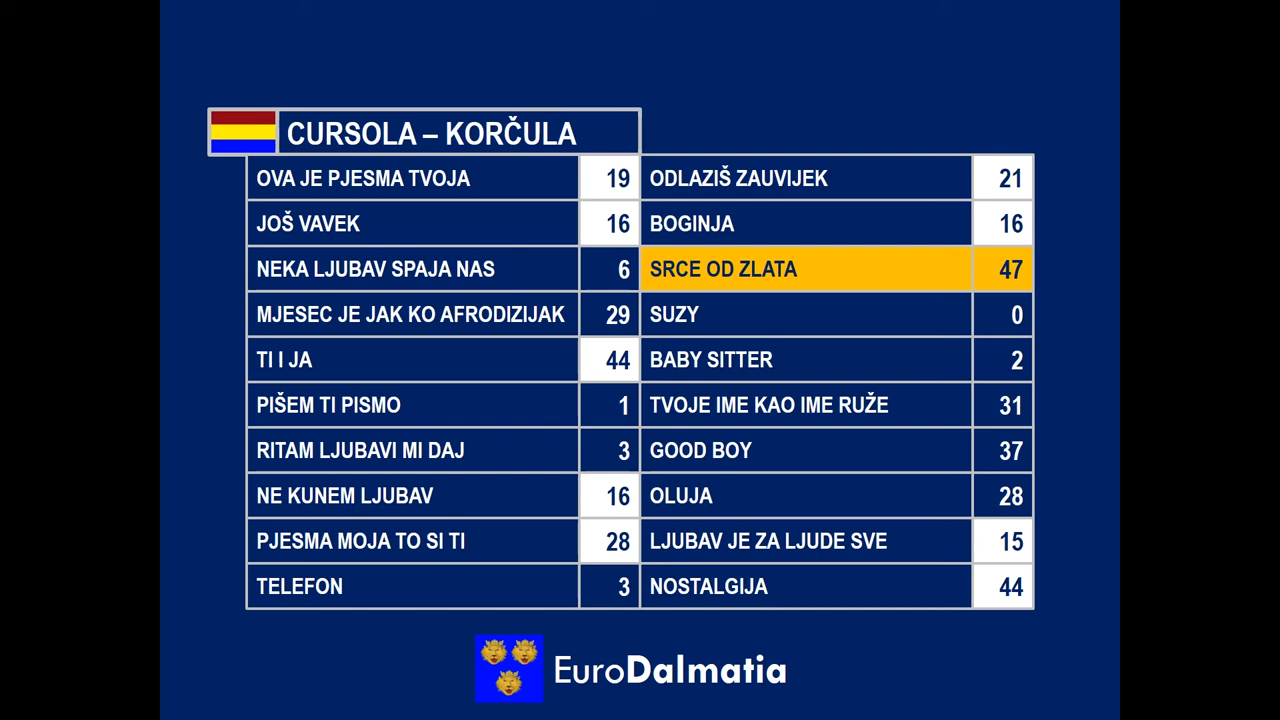 CURSOLA – KORČULA
OVA JE PJESMA TVOJA 19 ODLAZIŠ ZAUVIJEK 21
JOŠ VAVEK 16 BOGINJA 16
NEKA LJUBAV SPAJA NAS 6 SRCE OD ZLATA 47
MJESEC JE JAK KO AFRODIZIJAK 29 SUZY 0
TI I JA 44 BABY SITTER 2
PIŠEM TI PISMO 1 TVOJE IME KAO IME RUŽE 31
RITAM LJUBAVI MI DAJ 3 GOOD BOY 37
NE KUNEM LJUBAV 16 OLUJA 28
PJESMA MOJA TO SI TI 28 LJUBAV JE ZA LJUDE SVE 15
TELEFON 3 NOSTALGIJA 44
EuroDalmatia